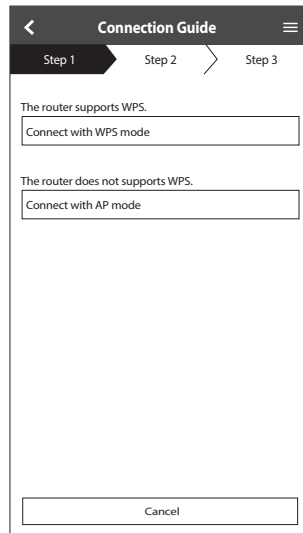 Connection Guide
Step 1 Step 2 Step 3
The router supports WPS.
Connect with WPS mode
The router does not supports WPS.
Connect with AP mode
Cancel